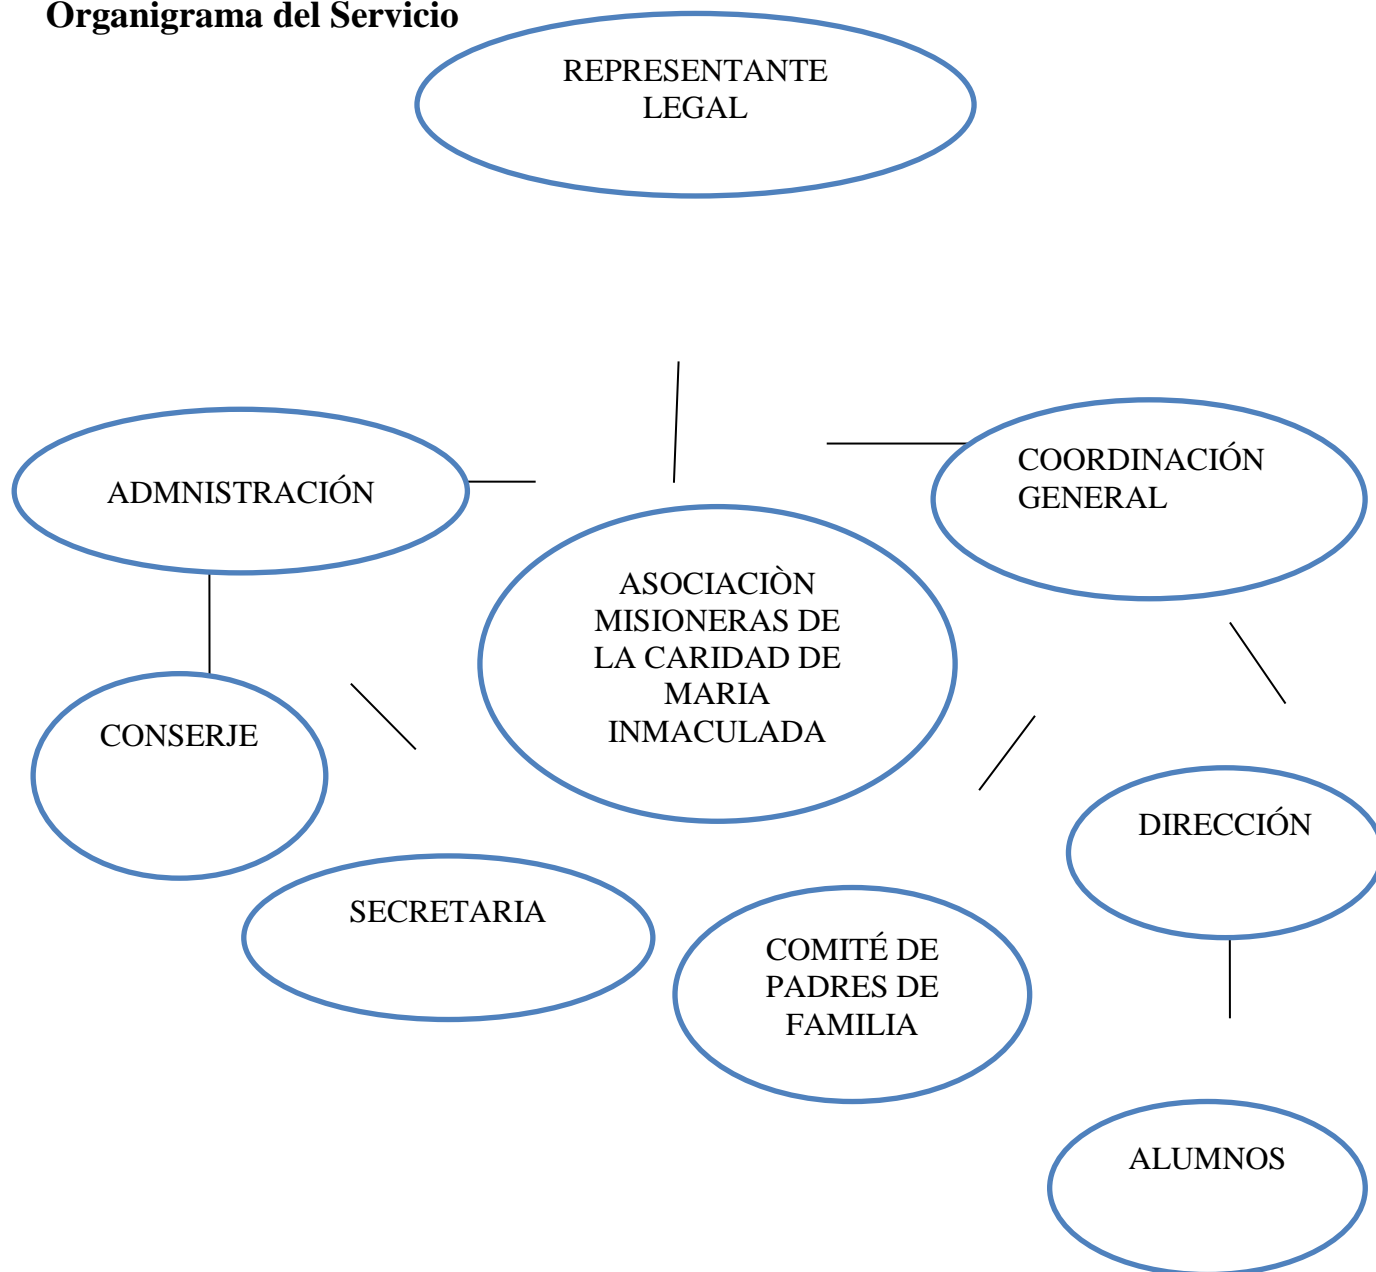 Organigrama del Servicio
REPRESENTANTE
LEGAL
ADMNISTRACIÓN
COORDINACIÓN
GENERAL
ASOCIACIÒN
MISIONERAS DE
LA CARIDAD DE
MARIA
INMACULADA
CONSERJE
DIRECCIÓN
SECRETARIA
COMITÉ DE
PADRES DE
FAMILIA
ALUMNOS